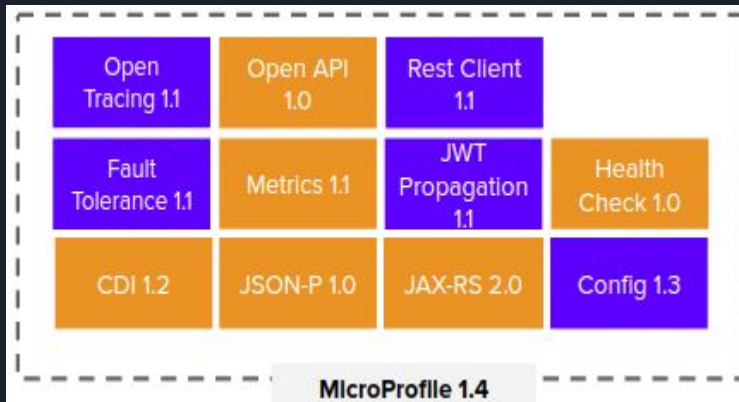 Open
Tracing 1.1
Open API
1.0
Rest Client
1.1
Fault
Tolerance 1.1
Metrics 1.1
JWT
Propagation
1.1
Health
Check 1.0
CDI 1.2
JSON-P 1.0
JAX-RS 2.0
Config 1.3
MicroProfile 1.4